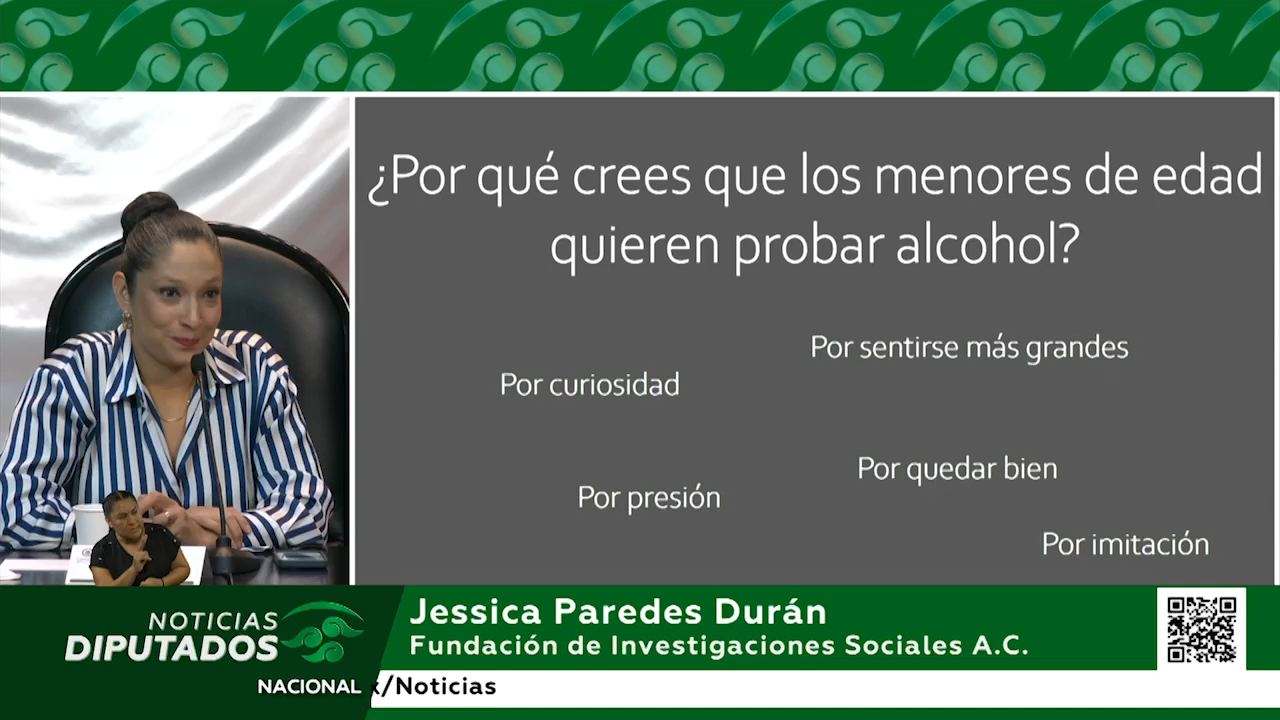 ¿Por qué crees que los menores de edad
quieren probar alcohol?
Por sentirse más grandes
Por curiosidad
Por quedar bien
Por presión
Por imitación
NOTICIAS
DIPUTADOS
NACIONAL
Jessica Paredes Durán
Fundación de Investigaciones Sociales A.C.
/Noticias